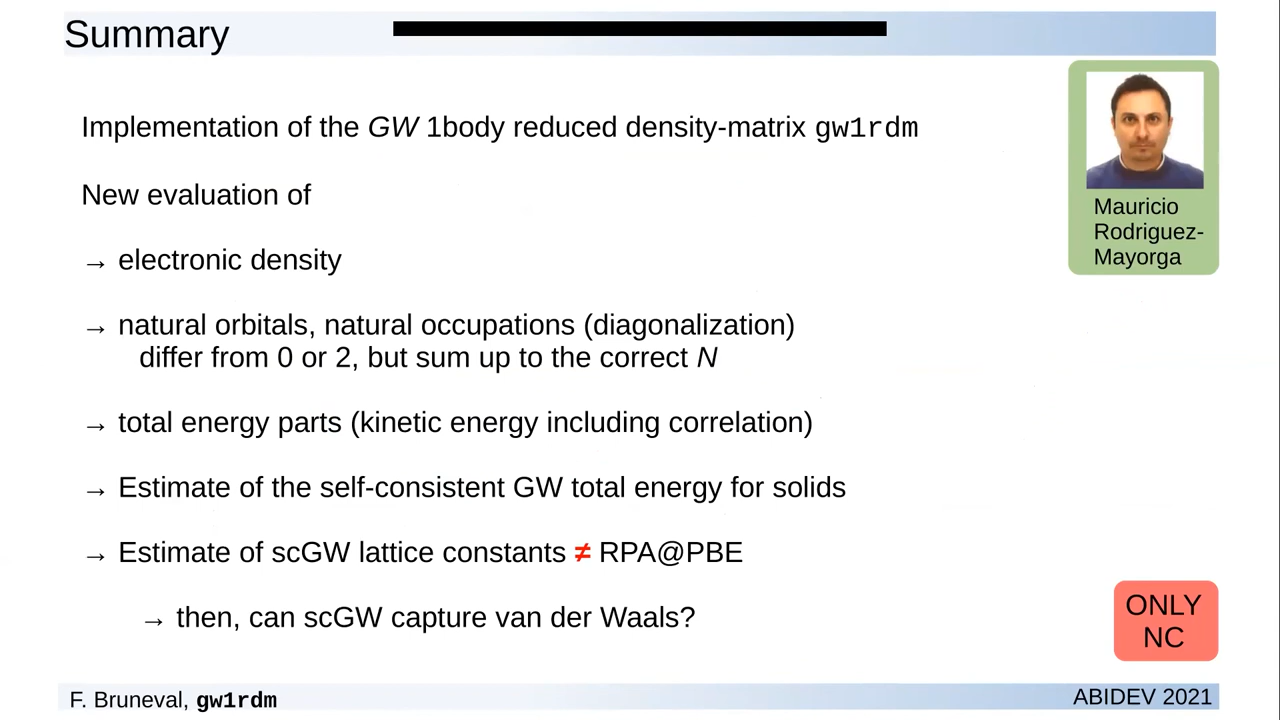 Summary
Implementation of the GW 1body reduced density-matrix gw1rdm
New evaluation of
→ electronic density
→ natural orbitals, natural occupations (diagonalization)
differ from 0 or 2, but sum up to the correct N
→ total energy parts (kinetic energy including correlation)
→ Estimate of the self-consistent GW total energy for solids
→ Estimate of scGW lattice constants ≠ RPA@PBE
→ then, can scGW capture van der Waals?
Mauricio
Rodriguez-
Mayorga
ONLY
NC
F. Bruneval, gw1rdm
ABIDEV 2021